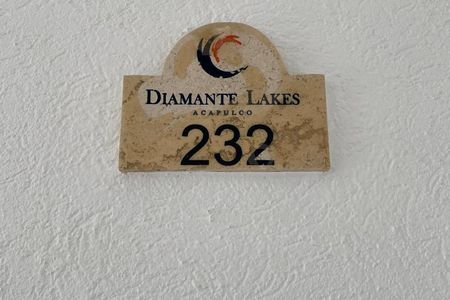 DIAMANTE LAKES
ACAPULCO
232